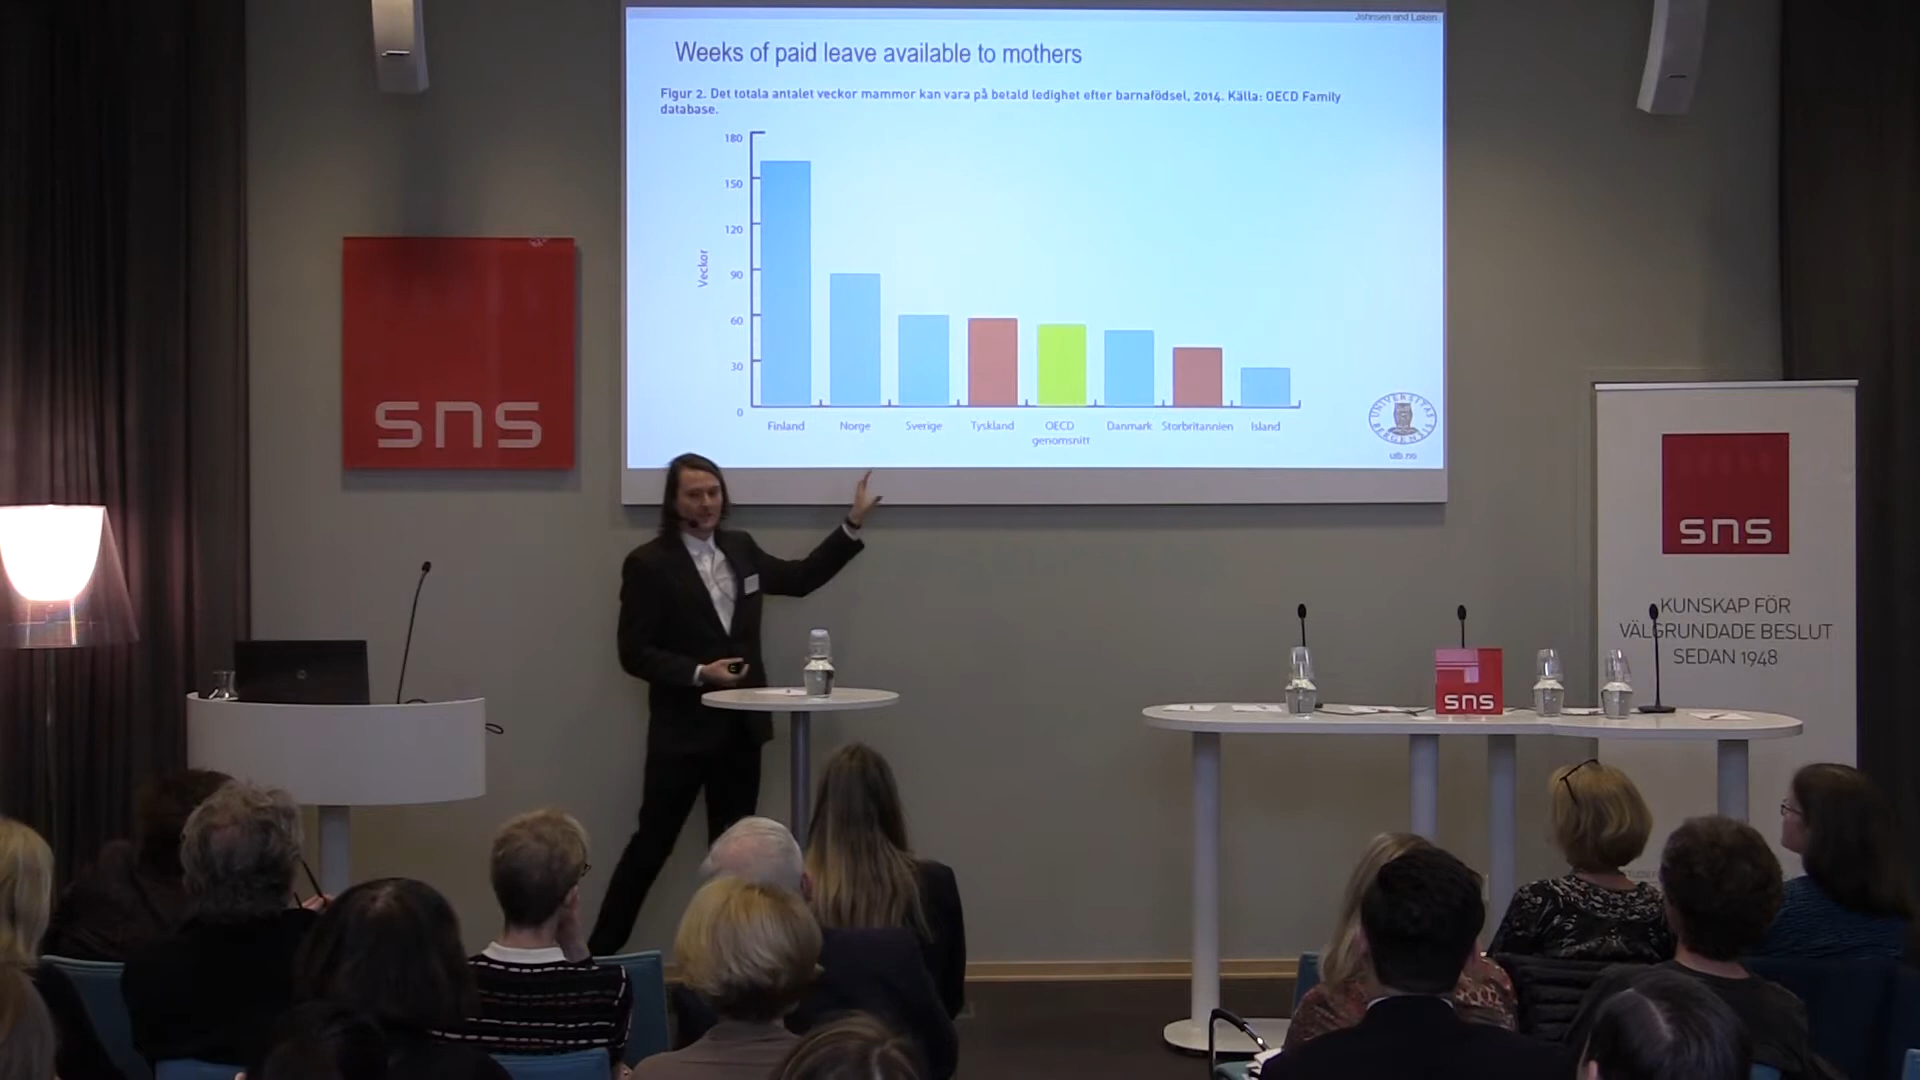 Johnsen and Løken
Weeks of paid leave available to mothers
Figur 2. Det totala antalet veckor mammor kan vara på betald ledighet efter barnafödsel, 2014. Källa: OECD Family
database.
180
150
120
90
60
30
0
Veckor
Finland
Norge
Sverige
Tyskland
OECD
genomsnitt
Danmark
Storbritannien
Island
UNIVERSITAS
BERGENSIS
uib.no
sns
sns
KUNSKAP FÖR
VÄLGRUNDADE BESLUT
SEDAN 1948
sns